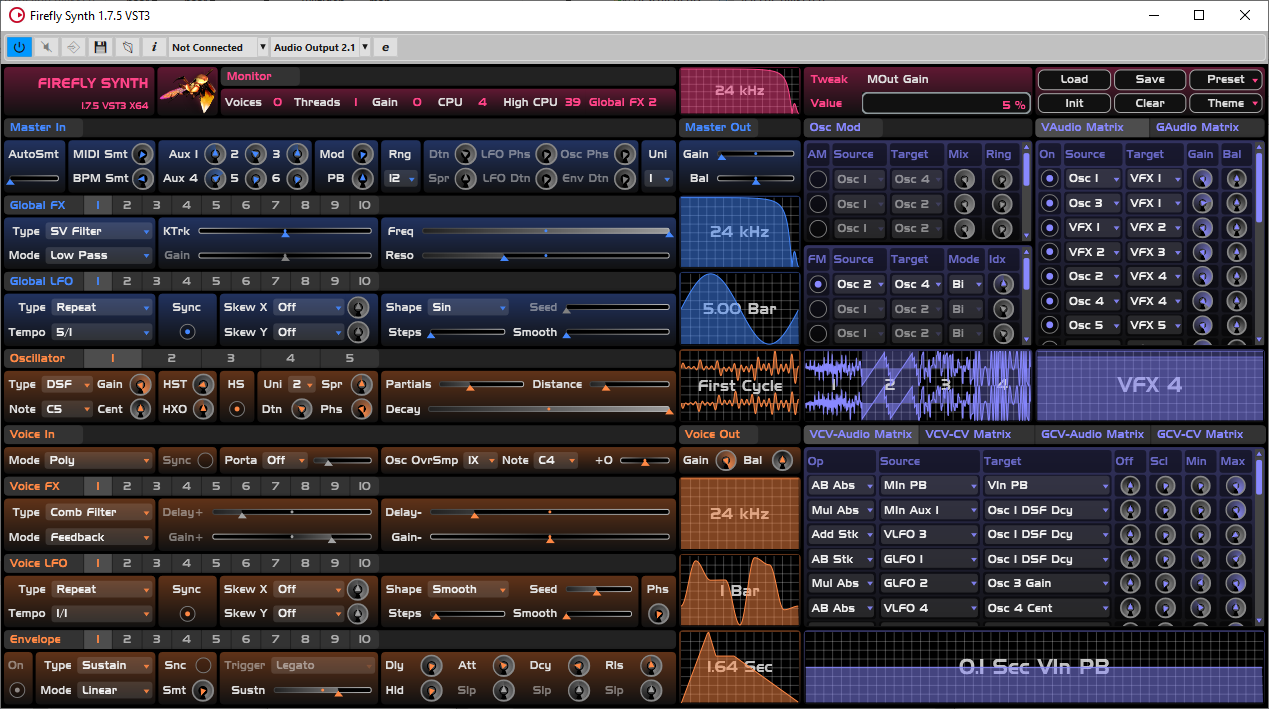 Firefly Synth 1.7.5 VST3
Not Connected Audio Output 2.1 i e
FIREFLY SYNTH
1.7.5 VST3 X64
Monitor
Voices 0 Threads 1 Gain 0 CPU 4 High CPU 39 Global FX 2
24 kHz
Tweak MOut Gain
Value 5 %
Load Save Preset
Init Clear Theme
Master In
AutoSmt MIDI Smt Aux 1 2 3 Mod Rng Dtn LFO Phs Osc Phs Uni
BPM Smt Aux 4 5 6 PB 12 Spr LFO Dtn Env Dtn 1
Master Out
Gain
Bal
Osc Mod
AM Source Target Mix Ring
Osc 1 Osc 4
Osc 1 Osc 2
Osc 1 Osc 2
FM Source Target Mode Idx
Osc 2 Osc 4 Bi
Osc 1 Osc 2 Bi
Osc 1 Osc 2 Bi
VAudio Matrix GAudio Matrix
On Source Target Gain Bal
Osc 1 VFX 1
Osc 3 VFX 1
VFX 1 VFX 2
VFX 2 VFX 3
Osc 2 VFX 4
Osc 4 VFX 4
Osc 5 VFX 5
Global FX 1 2 3 4 5 6 7 8 9 10
Type SV Filter KTrk Freq
Mode Low Pass Gain Reso
24 kHz
Global LFO 1 2 3 4 5 6 7 8 9 10
Type Repeat Sync Skew X Off Shape Sin Seed
Tempo 5/1 Skew Y Off Steps Smooth
5.00 Bar
Oscillator 1 2 3 4 5
Type DSF Gain HST HS Uni 2 Spr Partials Distance
Note C5 Cent HXO Dtn Phs Decay
First Cycle
1 2 3 4
VFX 4
Voice In
Mode Poly Sync Porta Off Osc OvrSmp 1X Note C4 +0
Voice Out
Gain Bal
VCV-Audio Matrix VCV-CV Matrix GCV-Audio Matrix GCV-CV Matrix
Op Source Target Off Scl Min Max
AB Abs MIn PB VIn PB
Mul Abs MIn Aux 1 Osc 1 DSF Dcy
Add Stk VLFO 3 Osc 1 DSF Dcy
AB Stk GLFO 1 Osc 1 DSF Dcy
Mul Abs GLFO 2 Osc 3 Gain
AB Abs VLFO 4 Osc 4 Cent
Voice FX 1 2 3 4 5 6 7 8 9 10
Type Comb Filter Delay+ Delay-
Mode Feedback Gain+ Gain-
24 kHz
Voice LFO 1 2 3 4 5 6 7 8 9 10
Type Repeat Sync Skew X Off Shape Smooth Seed Phs
Tempo 1/1 Skew Y Off Steps Smooth
1 Bar
Envelope 1 2 3 4 5 6 7 8 9 10
On Type Sustain Snc Trigger Legato Dly Att Dcy Rls
Mode Linear Smt Sustn Hld Slp Slp Slp
1.64 Sec
0.1 Sec VIn PB